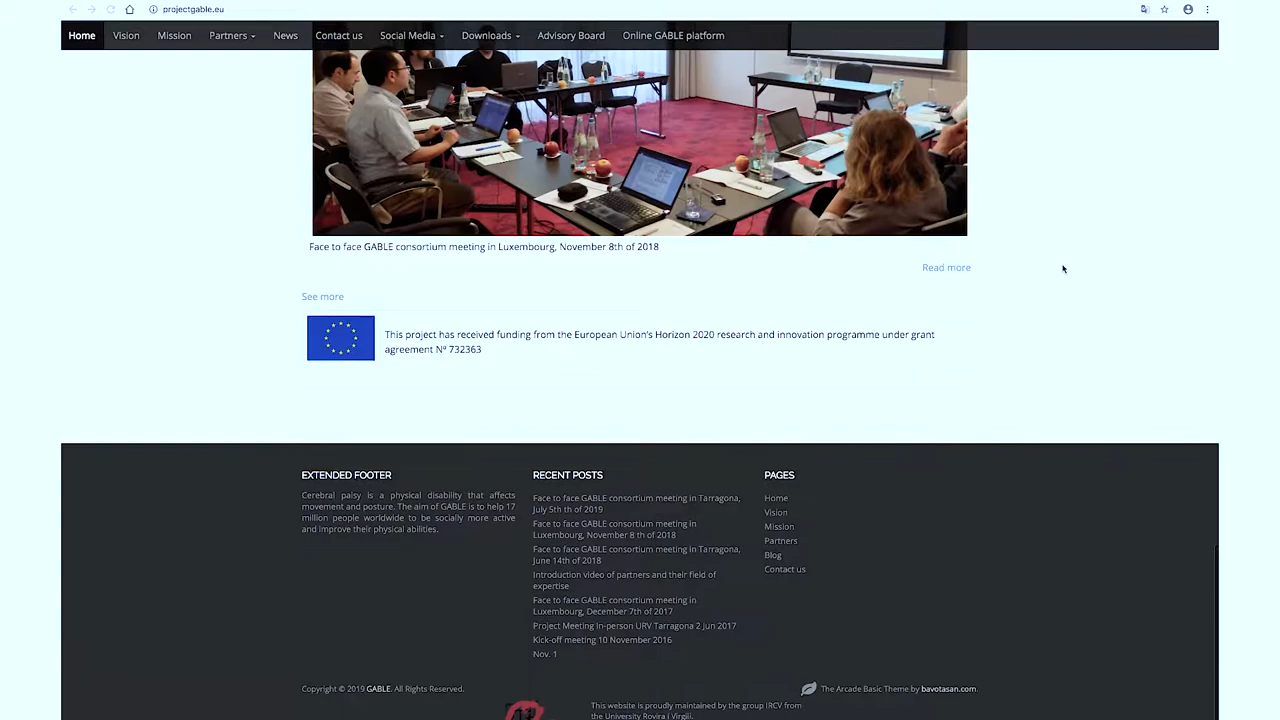 projectgable.eu
Home Vision Mission Partners News Contact us Social Media Downloads Advisory Board Online GABLE platform
Face to face GABLE consortium meeting in Luxembourg, November 8th of 2018
Read more
See more
This project has received funding from the European Union's Horizon 2020 research and innovation programme under grant
agreement Nº 732363
EXTENDED FOOTER
Cerebral palsy is a physical disability that affects
movement and posture. The aim of GABLE is to help 17
million people worldwide to be socially more active
and improve their physical abilities.
RECENT POSTS
Face to face GABLE consortium meeting in Tarragona,
July 5th th of 2019
Face to face GABLE consortium meeting in
Luxembourg, November 8 th of 2018
Face to face GABLE consortium meeting in Tarragona,
June 14th of 2018
Introduction video of partners and their field of
expertise
Face to face GABLE consortium meeting in
Luxembourg, December 7th of 2017
Project Meeting in-person URV Tarragona 2 Jun 2017
Kick-off meeting 10 November 2016
Nov. 1
PAGES
Home
Vision
Mission
Partners
Blog
Contact us
Copyright © 2019 GABLE. All Rights Reserved.
The Arcade Basic Theme by bavotasan.com.
This website is proudly maintained by the group IRCV from
the University Rovira i Virgili.